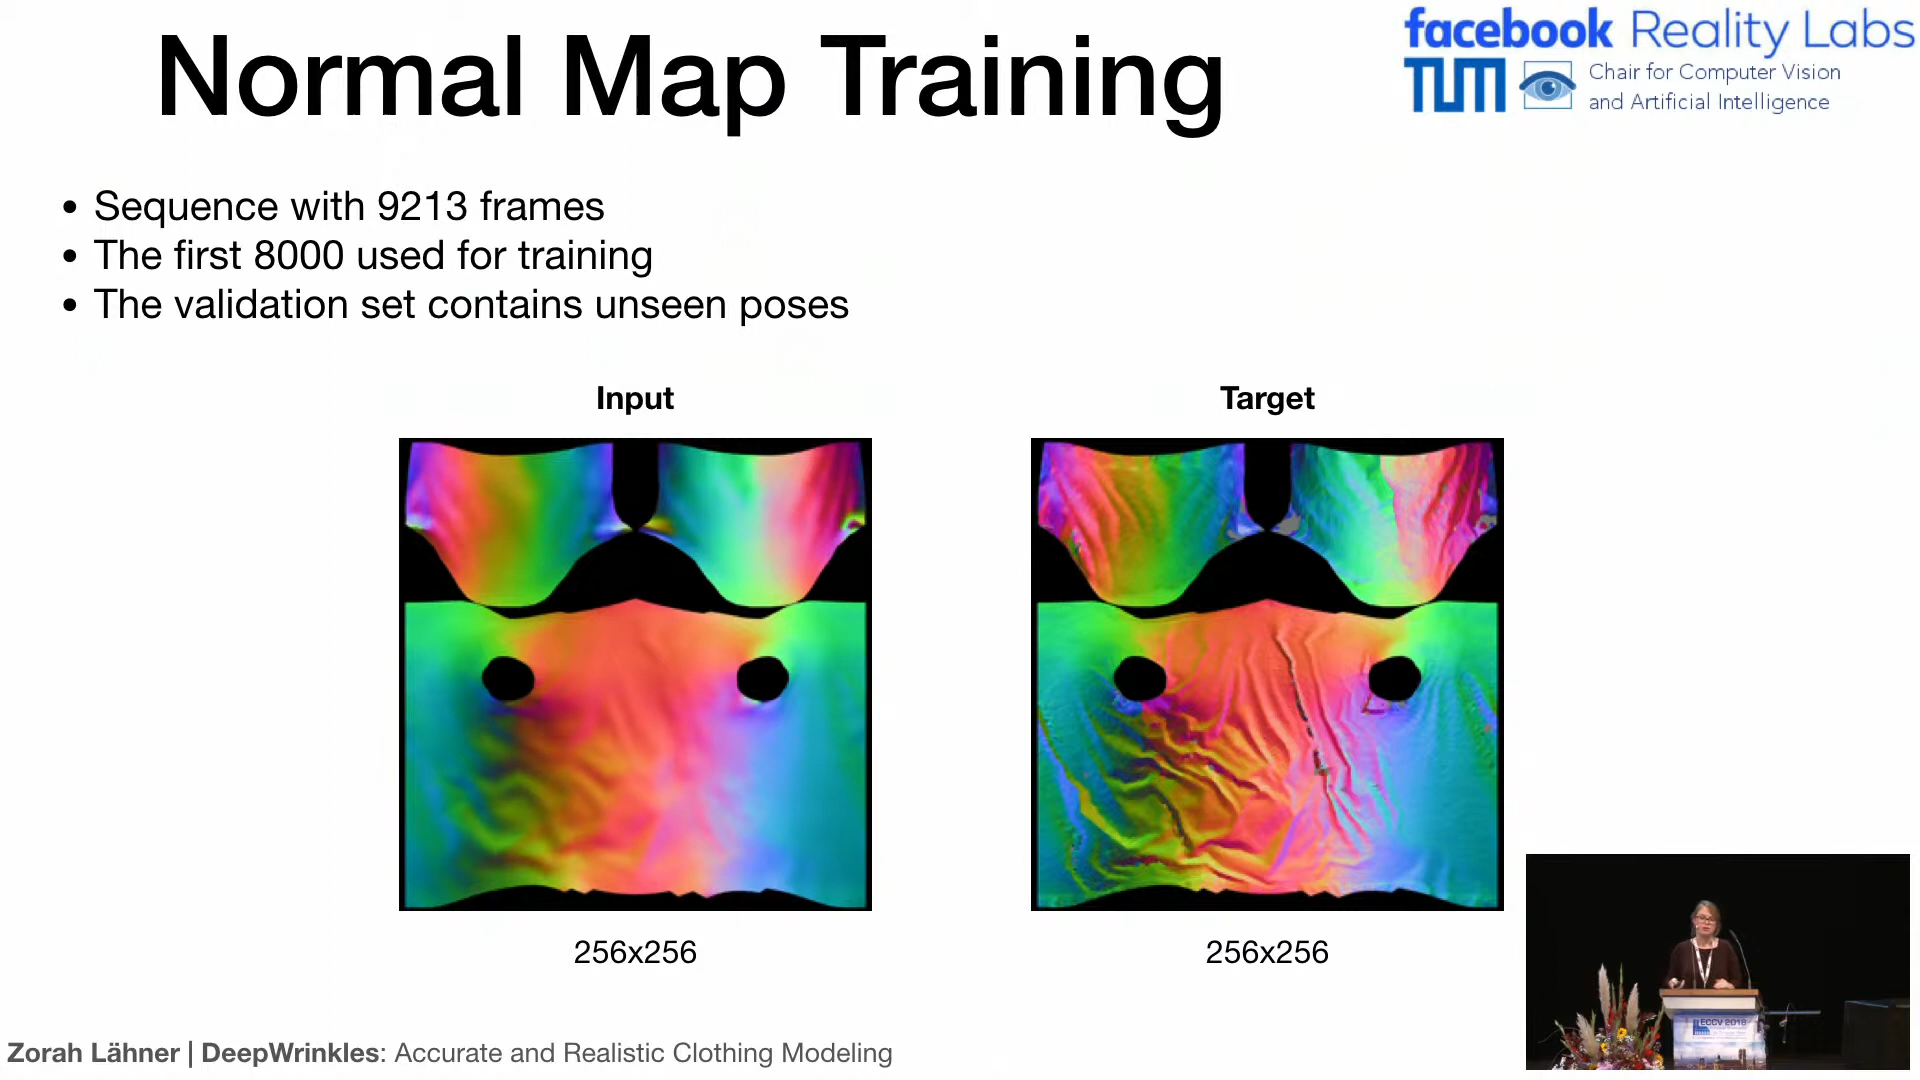 Normal Map Training
facebook Reality Labs
TUM
Chair for Computer Vision
and Artificial Intelligence
• Sequence with 9213 frames
• The first 8000 used for training
• The validation set contains unseen poses
Input
Target
256x256
256x256
ECCV 2018
Zorah Lähner | DeepWrinkles: Accurate and Realistic Clothing Modeling